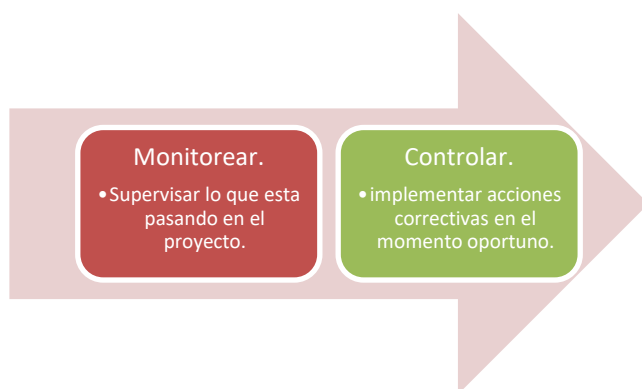 Monitorear.
•Supervisar lo que esta
pasando en el
proyecto.
Controlar.
•implementar acciones
correctivas en el
momento oportuno.